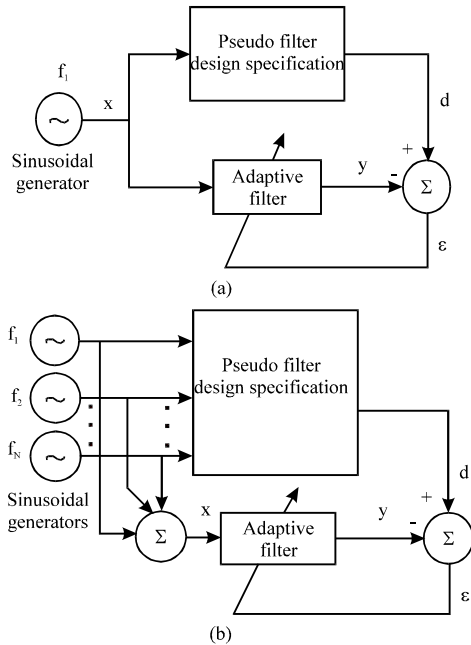 Pseudo filter
design specification
f₁
x
d
~
Sinusoidal
generator
+
Adaptive
filter
y
-
Σ
ε
(a)
f₁
~
Pseudo filter
design specification
f₂
~
f_N
~
Sinusoidal
generators
d
x
+
Σ
Adaptive
filter
y
-
Σ
ε
(b)